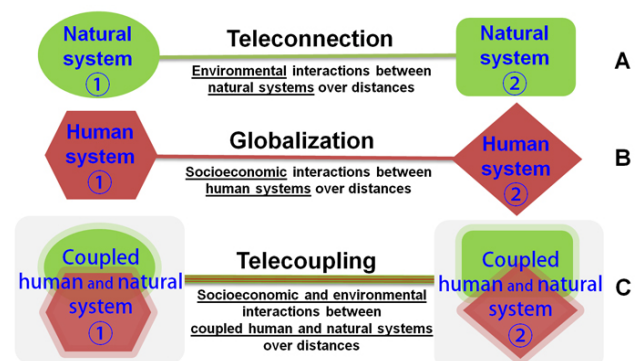 Natural
system
①
Teleconnection
Environmental interactions between
natural systems over distances
Natural
system
②
A
Human
system
①
Globalization
Socioeconomic interactions between
human systems over distances
Human
system
②
B
Coupled
human and natural
system
①
Telecoupling
Socioeconomic and environmental
interactions between
coupled human and natural systems
over distances
Coupled
human and natural
system
②
C